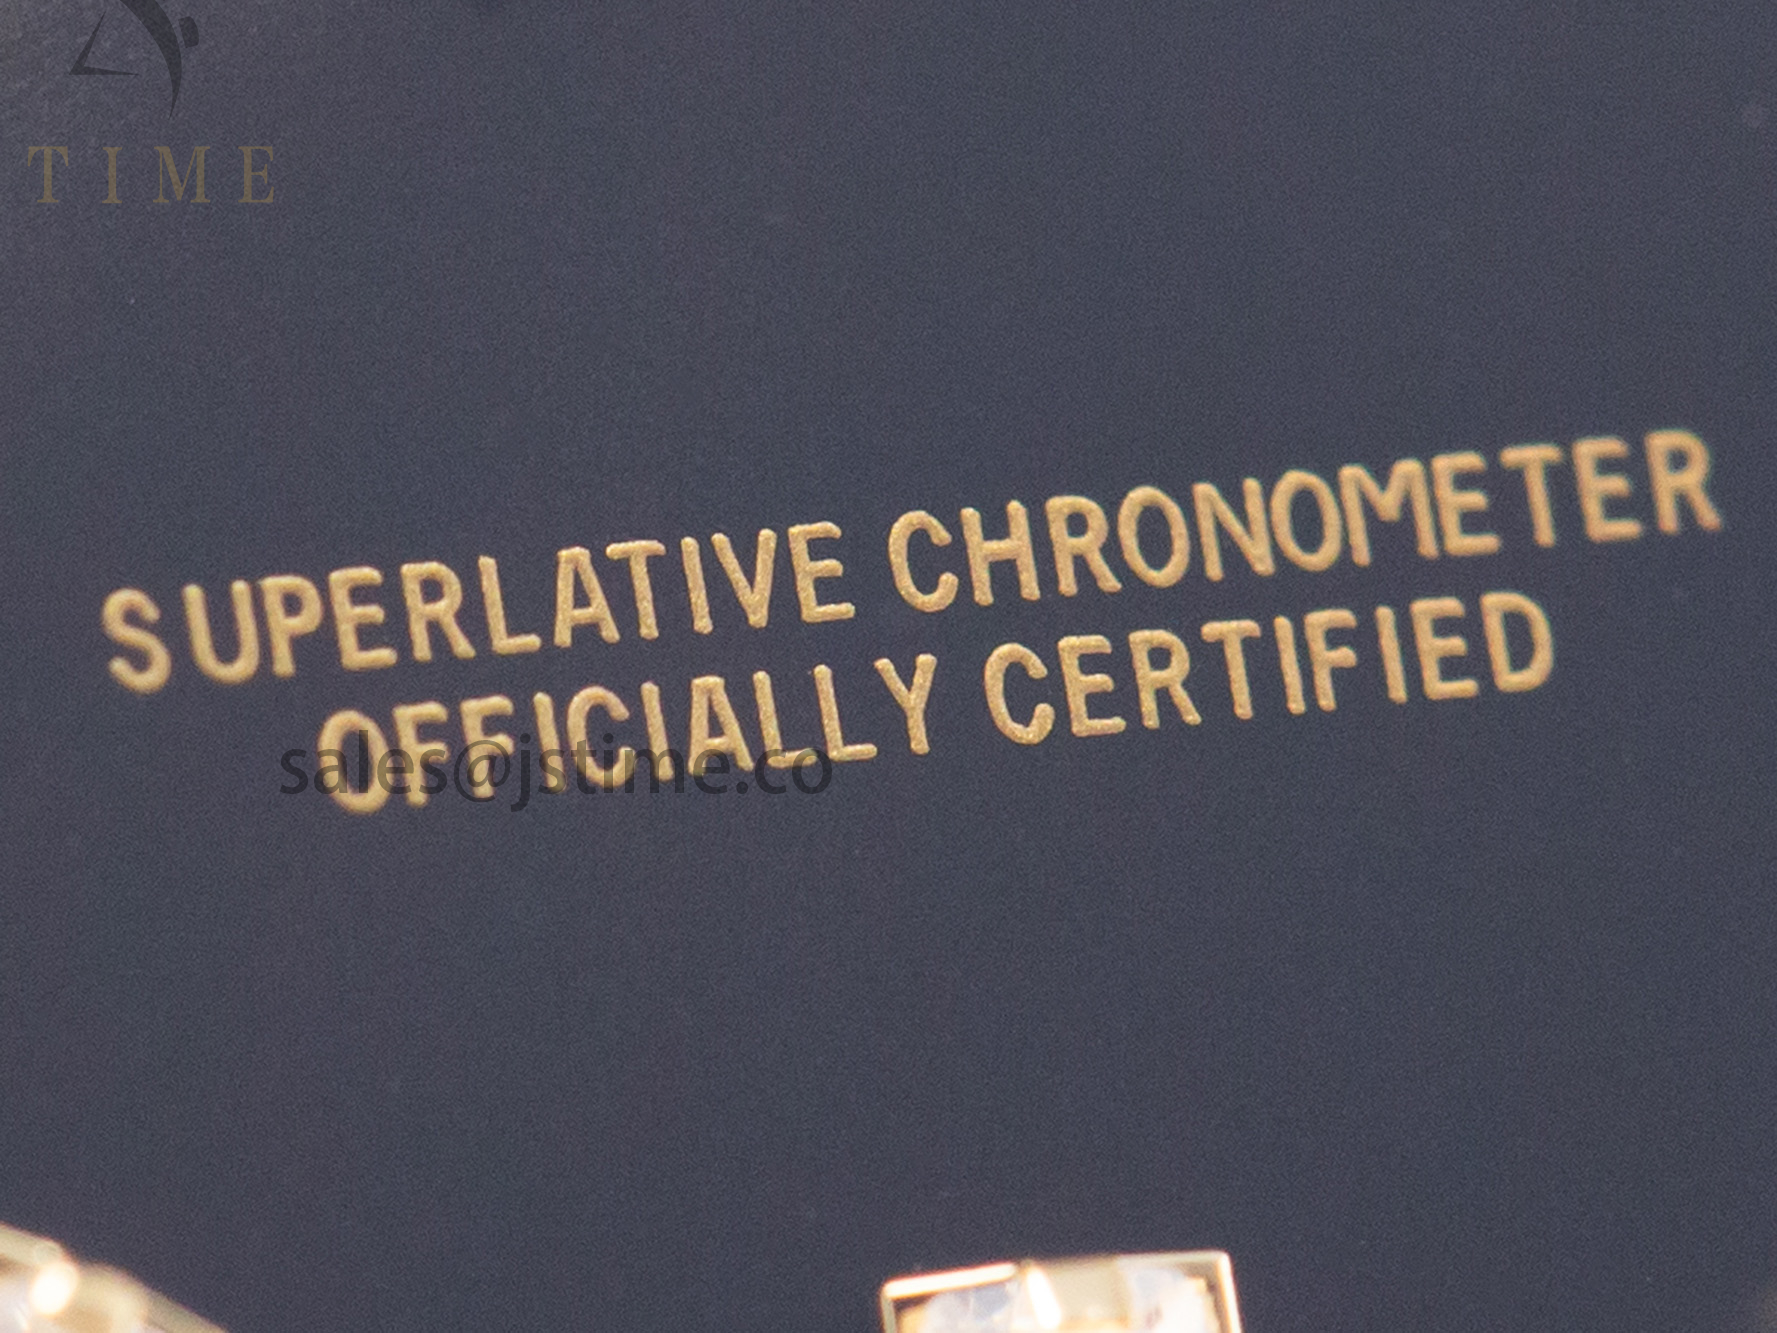 TIME
SUPERLATIVE CHRONOMETER
OFFICIALLY CERTIFIED
sales@jstime.co